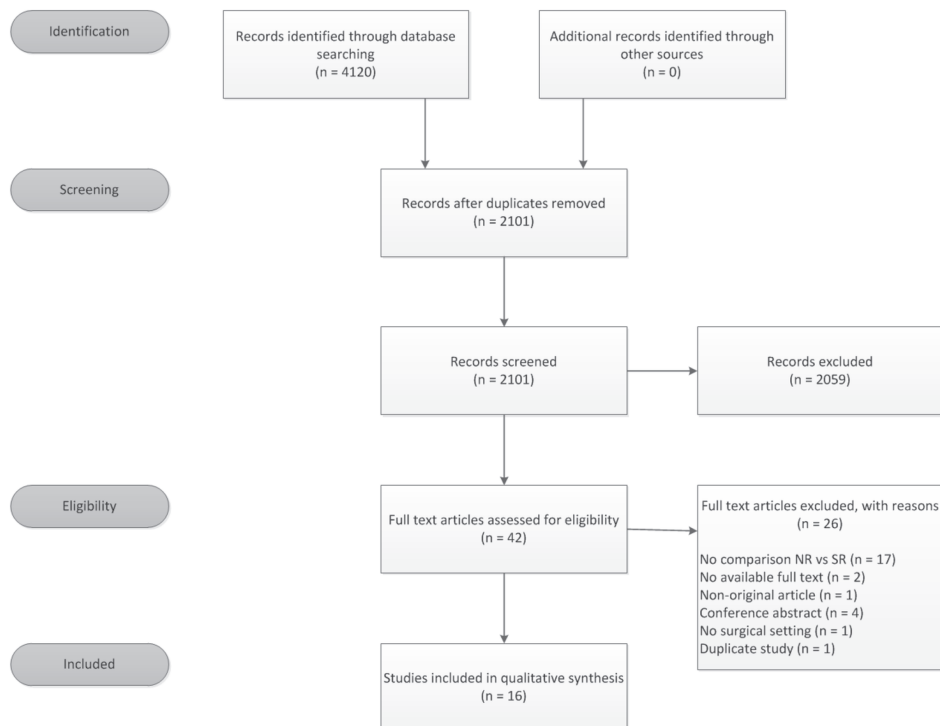 Identification
Records identified through database
searching
(n = 4120)
Additional records identified through
other sources
(n = 0)
Screening
Records after duplicates removed
(n = 2101)
Records screened
(n = 2101)
Records excluded
(n = 2059)
Eligibility
Full text articles assessed for eligibility
(n = 42)
Full text articles excluded, with reasons
(n = 26)
No comparison NR vs SR (n = 17)
No available full text (n = 2)
Non-original article (n = 1)
Conference abstract (n = 4)
No surgical setting (n = 1)
Duplicate study (n = 1)
Included
Studies included in qualitative synthesis
(n = 16)